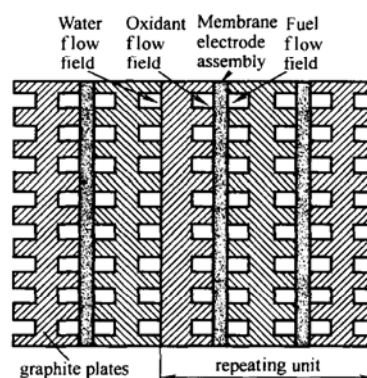 Water Oxidant Membrane Fuel
flow flow electrode flow
field field assembly field
graphite plates
repeating unit